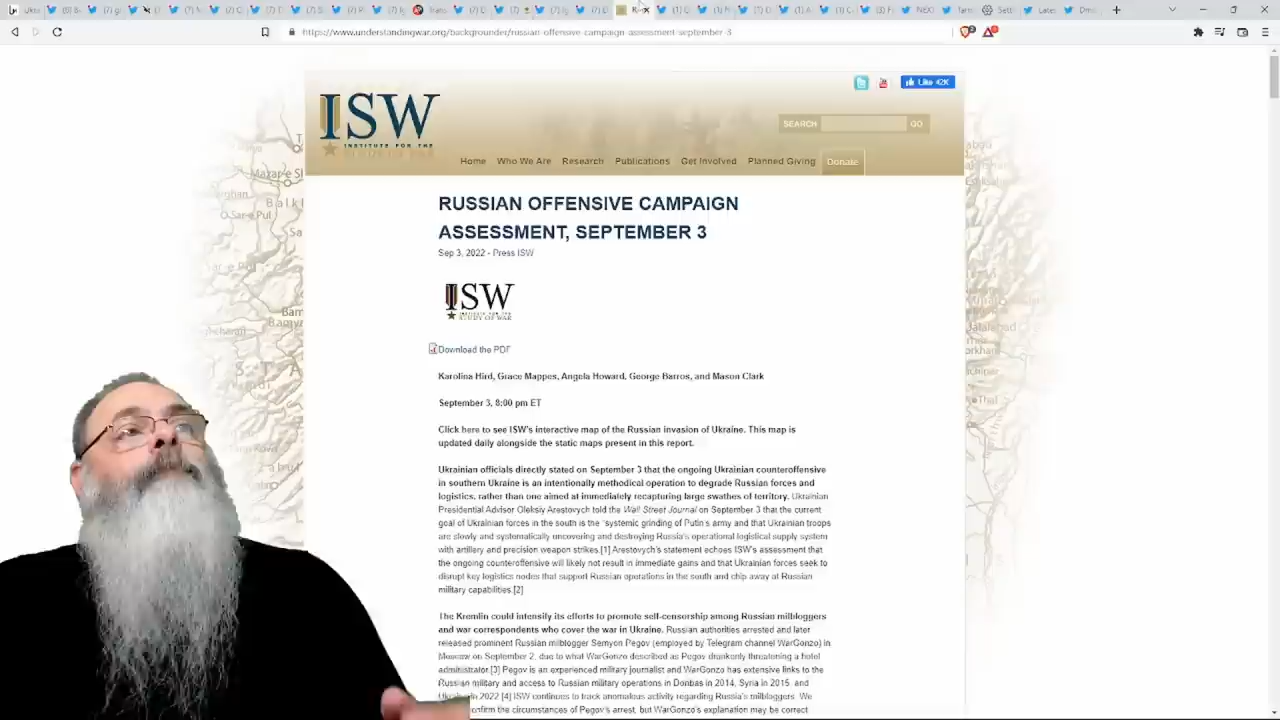 https://www.understandingwar.org/backgrounder/russian-offensive-campaign-assessment-september-3
Like 42K
ISW
INSTITUTE FOR THE
SEARCH GO
Home Who We Are Research Publications Get Involved Planned Giving Donate
RUSSIAN OFFENSIVE CAMPAIGN
ASSESSMENT, SEPTEMBER 3
Sep 3, 2022 - Press ISW
ISW
INSTITUTE FOR THE
STUDY OF WAR
Download the PDF
Karolina Hird, Grace Mappes, Angela Howard, George Barros, and Mason Clark
September 3, 8:00 pm ET
Click here to see ISW's interactive map of the Russian invasion of Ukraine. This map is
updated daily alongside the static maps present in this report.
Ukrainian officials directly stated on September 3 that the ongoing Ukrainian counteroffensive
in southern Ukraine is an intentionally methodical operation to degrade Russian forces and
logistics, rather than one aimed at immediately recapturing large swathes of territory. Ukrainian
Presidential Advisor Oleksiy Arestovych told the Wall Street Journal on September 3 that the current
goal of Ukrainian forces in the south is the "systemic grinding of Putin's army and that Ukrainian troops
are slowly and systematically uncovering and destroying Russia's operational logistical supply system
with artillery and precision weapon strikes.[1] Arestovych's statement echoes ISW's assessment that
the ongoing counteroffensive will likely not result in immediate gains and that Ukrainian forces seek to
disrupt key logistics nodes that support Russian operations in the south and chip away at Russian
military capabilities.[2]
The Kremlin could intensify its efforts to promote self-censorship among Russian milbloggers
and war correspondents who cover the war in Ukraine. Russian authorities arrested and later
released prominent Russian milblogger Semyon Pegov (employed by Telegram channel WarGonzo) in
Moscow on September 2, due to what WarGonzo described as Pegov drunkenly threatening a hotel
administrator.[3] Pegov is an experienced military journalist and WarGonzo has extensive links to the
Russian military and access to Russian military operations in Donbas in 2014, Syria in 2015, and
Ukraine in 2022.[4] ISW continues to track anomalous activity regarding Russia's milbloggers. We
the circumstances of Pegov's arrest, but WarGonzo's explanation may be correct